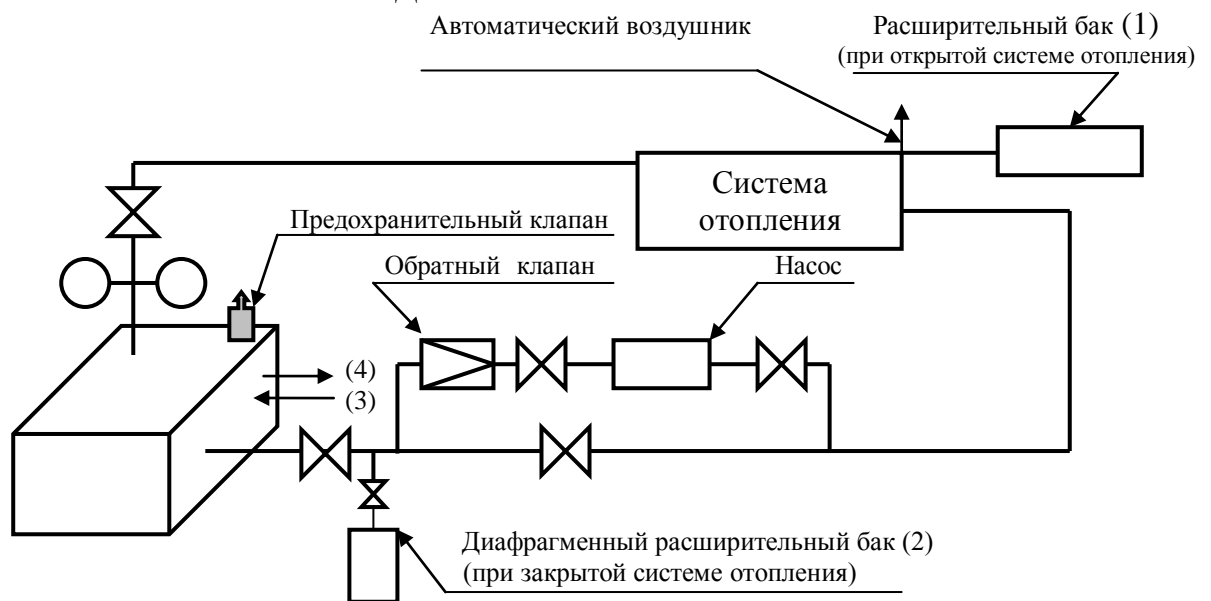 Автоматический воздушник
Расширительный бак (1)
(при открытой системе отопления)
Система
отопления
Предохранительный клапан
Обратный клапан
Насос
(4)
(3)
Диафрагменный расширительный бак (2)
(при закрытой системе отопления)